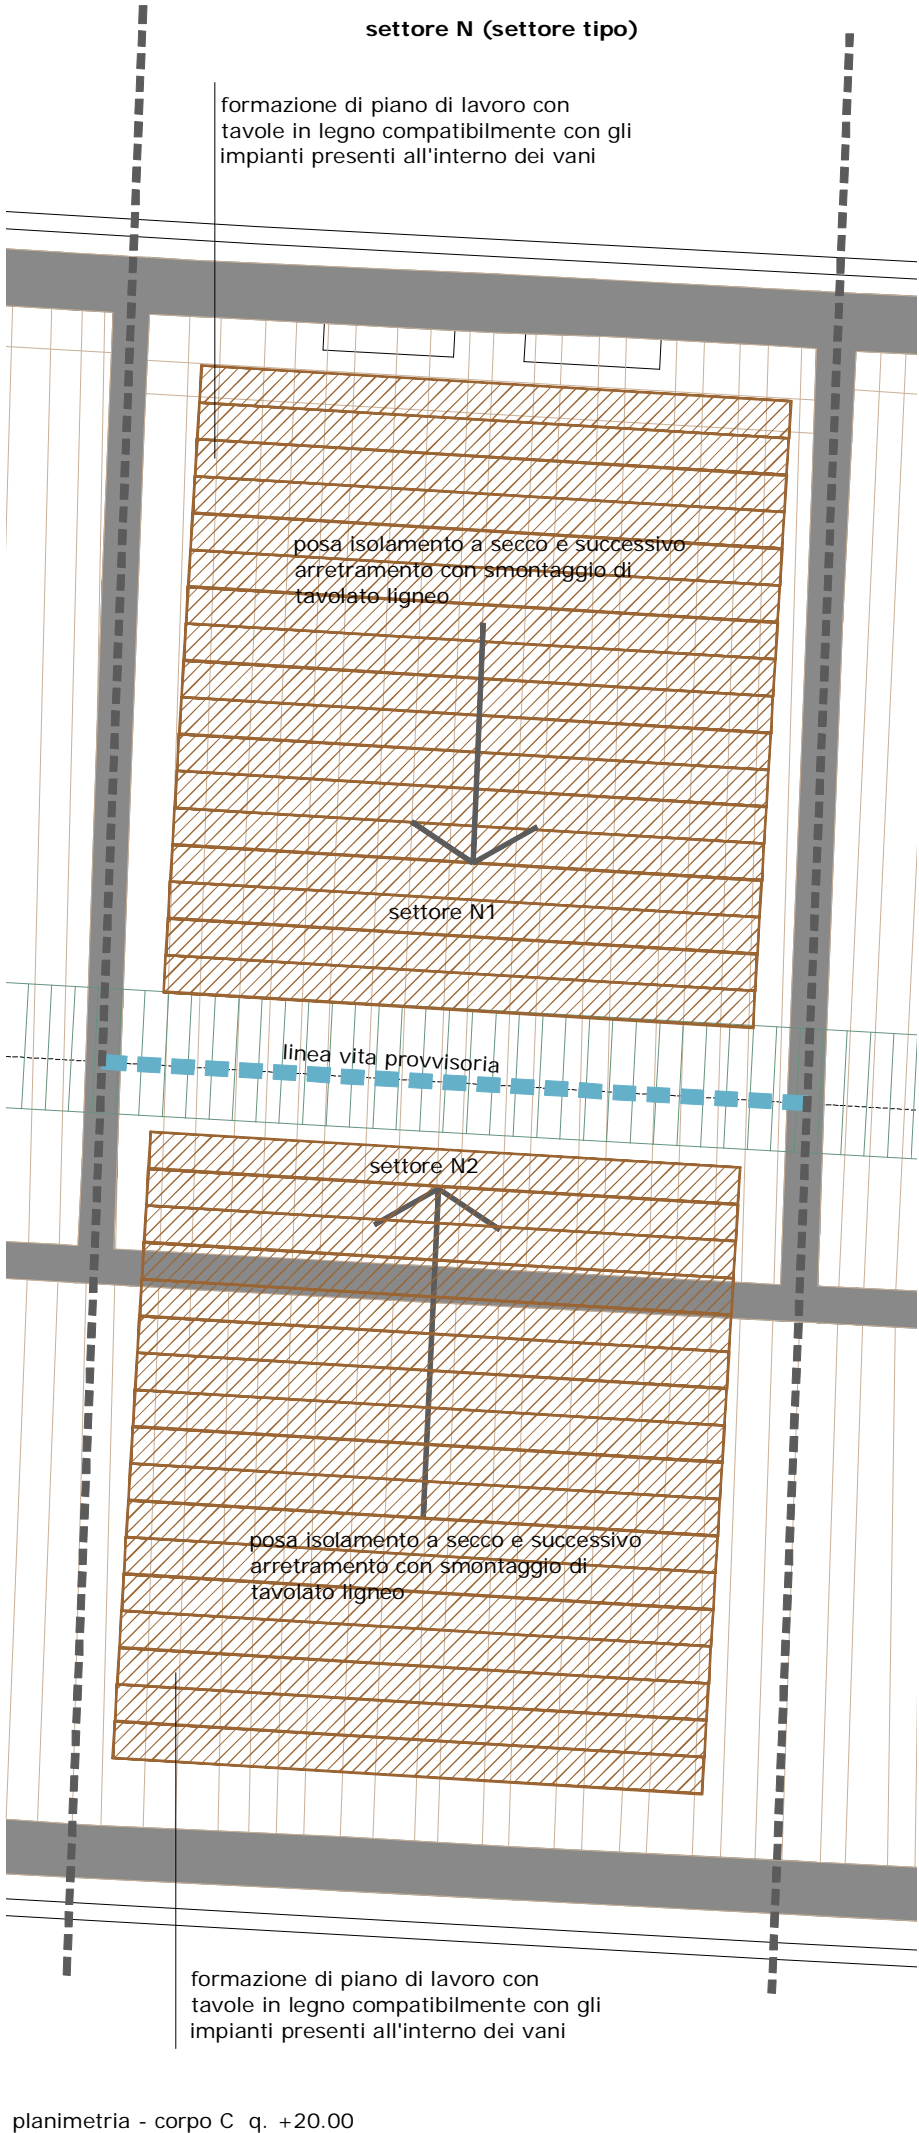 settore N (settore tipo)
formazione di piano di lavoro con
tavole in legno compatibilmente con gli
impianti presenti all'interno dei vani
posa isolamento a secco e successivo
arretramento con smontaggio di
tavolato ligneo
settore N1
linea vita provvisoria
settore N2
posa isolamento a secco e successivo
arretramento con smontaggio di
tavolato ligneo
formazione di piano di lavoro con
tavole in legno compatibilmente con gli
impianti presenti all'interno dei vani
planimetria - corpo C q. +20.00